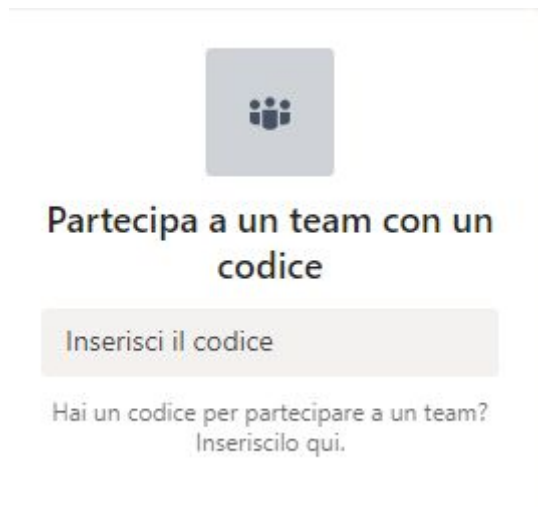 Partecipa a un team con un
codice
Inserisci il codice
Hai un codice per partecipare a un team?
Inseriscilo qui.